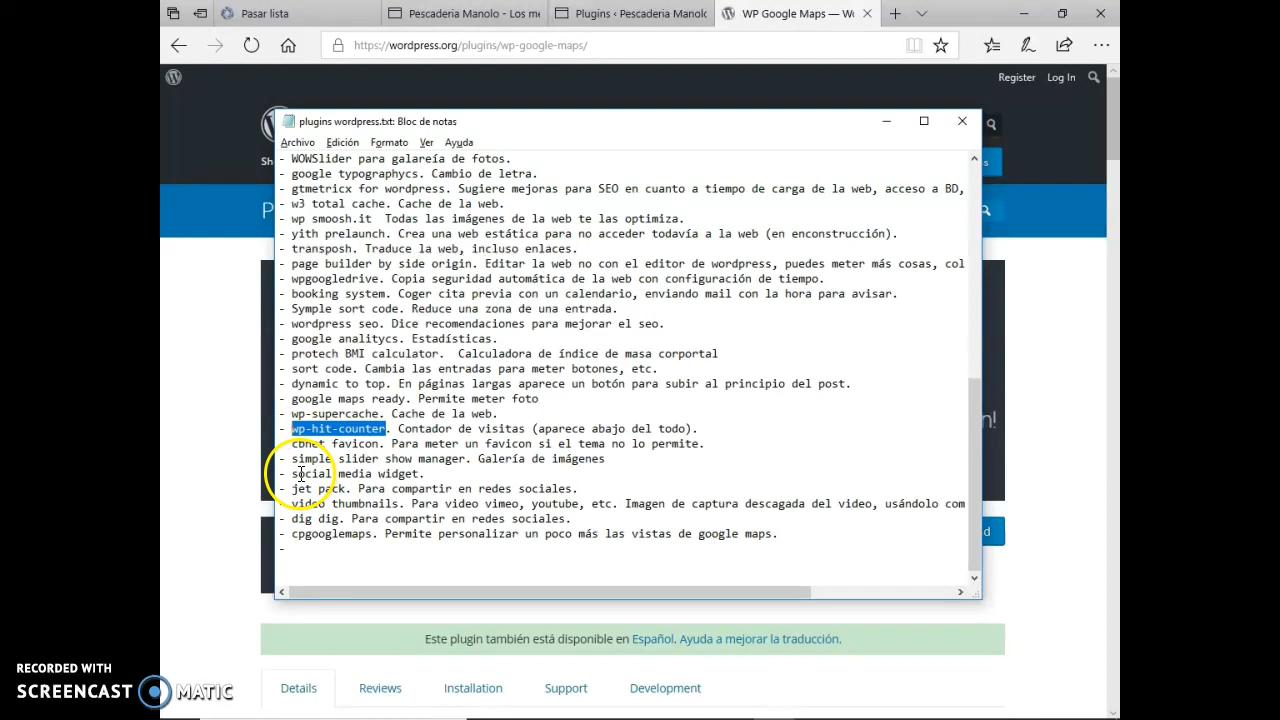 Pasar lista
Pescaderia Manolo - Los me
Plugins ‹ Pescaderia Manolo
WP Google Maps — Wo
https://wordpress.org/plugins/wp-google-maps/
Register Log In
plugins wordpress.txt: Bloc de notas
Archivo Edición Formato Ver Ayuda
- WOWSlider para galareía de fotos.
- google typographycs. Cambio de letra.
- gtmetricx for wordpress. Sugiere mejoras para SEO en cuanto a tiempo de carga de la web, acceso a BD,
- w3 total cache. Cache de la web.
- wp smoosh.it  Todas las imágenes de la web te las optimiza.
- yith prelaunch. Crea una web estática para no acceder todavía a la web (en enconstrucción).
- transposh. Traduce la web, incluso enlaces.
- page builder by side origin. Editar la web no con el editor de wordpress, puedes meter más cosas, col
- wpgoogledrive. Copia seguridad automática de la web con configuración de tiempo.
- booking system. Coger cita previa con un calendario, enviando mail con la hora para avisar.
- Symple sort code. Reduce una zona de una entrada.
- wordpress seo. Dice recomendaciones para mejorar el seo.
- google analitycs. Estadísticas.
- protech BMI calculator.  Calculadora de índice de masa corportal
- sort code. Cambia las entradas para meter botones, etc.
- dynamic to top. En páginas largas aparece un botón para subir al principio del post.
- google maps ready. Permite meter foto
- wp-supercache. Cache de la web.
- wp-hit-counter. Contador de visitas (aparece abajo del todo).
- cbnet favicon. Para meter un favicon si el tema no lo permite.
- simple slider show manager. Galería de imágenes
- social media widget.
- jet pack. Para compartir en redes sociales.
- video thumbnails. Para video vimeo, youtube, etc. Imagen de captura descagada del video, usándolo com
- dig dig. Para compartir en redes sociales.
- cpgooglemaps. Permite personalizar un poco más las vistas de google maps.
-
Este plugin también está disponible en Español. Ayuda a mejorar la traducción.
Details Reviews Installation Support Development
RECORDED WITH
SCREENCAST MATIC